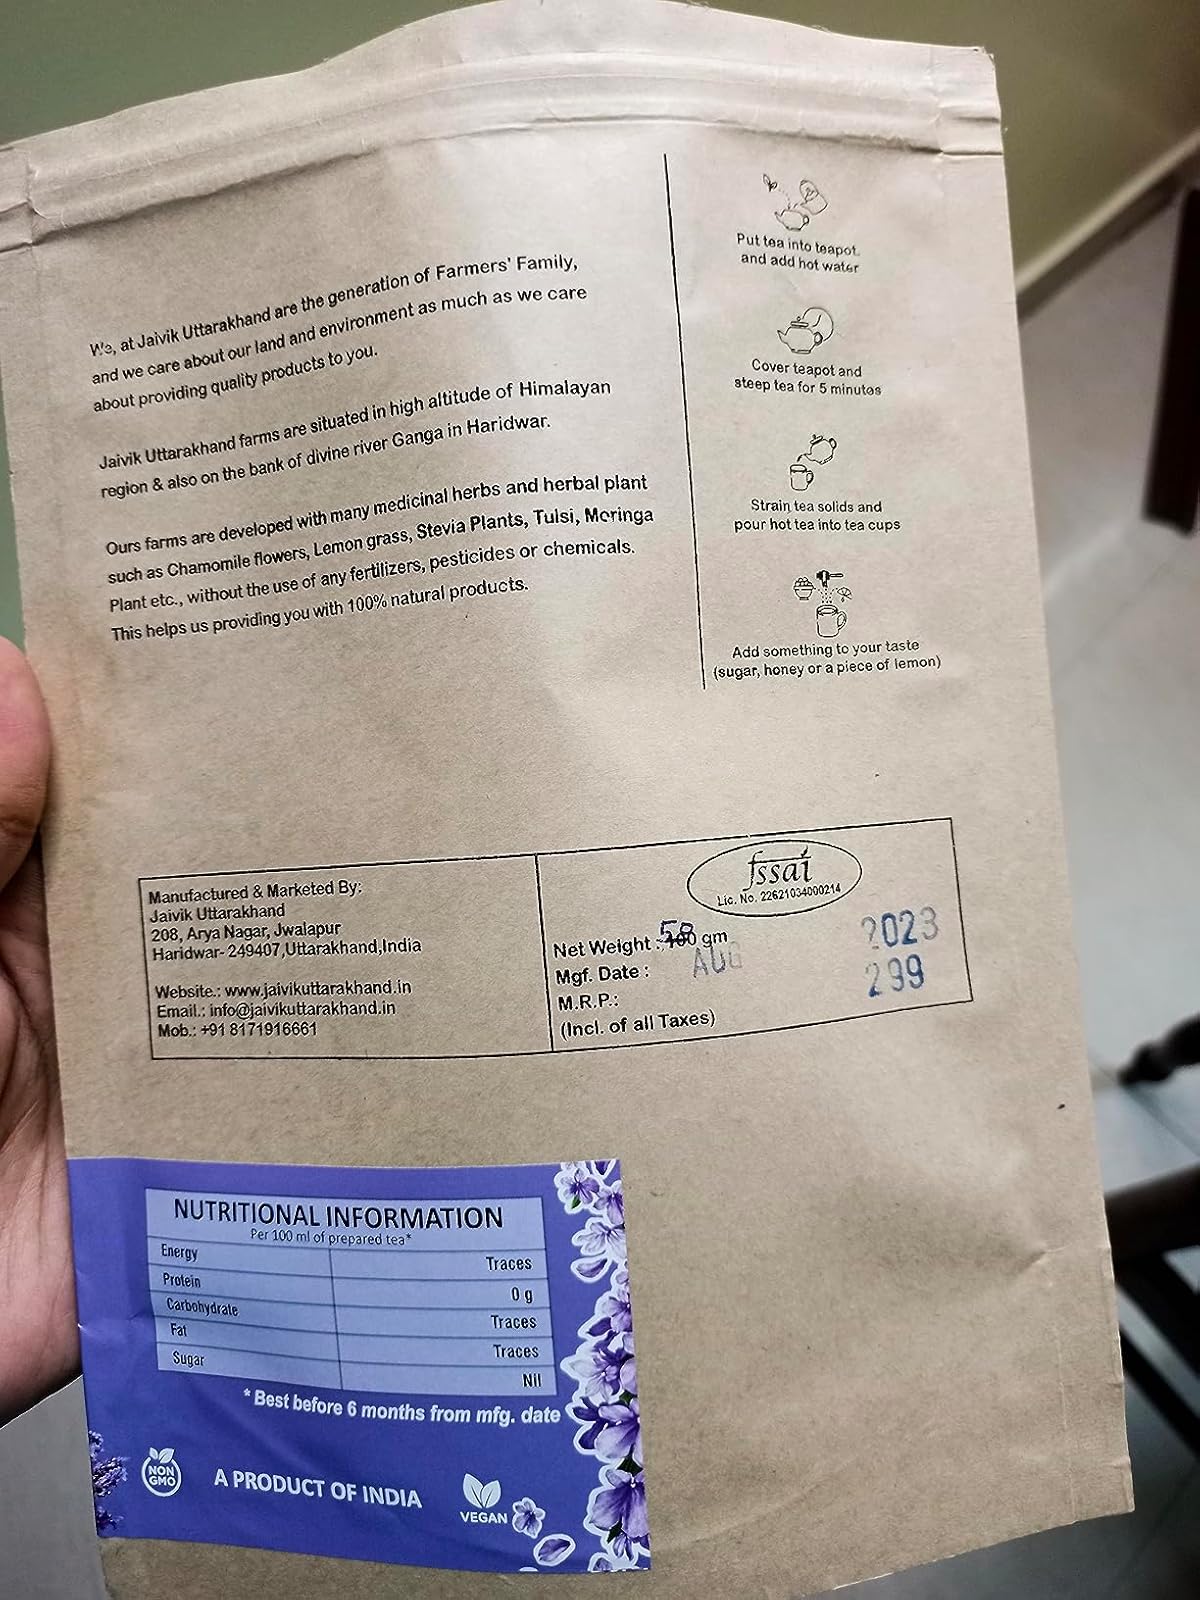 We, at Jaivik Uttarakhand are the generation of Farmers' Family,
and we care about our land and environment as much as we care
about providing quality products to you.
Jaivik Uttarakhand farms are situated in high altitude of Himalayan
region & also on the bank of divine river Ganga in Haridwar.
Ours farms are developed with many medicinal herbs and herbal plant
such as Chamomile flowers, Lemon grass, Stevia Plants, Tulsi, Moringa
Plant etc., without the use of any fertilizers, pesticides or chemicals.
This helps us providing you with 100% natural products.
Put tea into teapot
and add hot water
Cover teapot and
steep tea for 5 minutes
Strain tea solids and
pour hot tea into tea cups
Add something to your taste
(sugar, honey or a piece of lemon)
Manufactured & Marketed By:
Jaivik Uttarakhand
208, Arya Nagar, Jwalapur
Haridwar- 249407,Uttarakhand,India
Website.: www.jaivikuttarakhand.in
Email.: info@jaivikuttarakhand.in
Mob.: +91 8171916661
fssai
Lic. No. 22621034000214
58
Net Weight : 100 gm
Mgf. Date : AUG 2023
M.R.P.: 299
(Incl. of all Taxes)
NUTRITIONAL INFORMATION
Per 100 ml of prepared tea*
Energy Traces
Protein 0 g
Carbohydrate Traces
Fat Traces
Sugar Nil
* Best before 6 months from mfg. date
NON
GMO
A PRODUCT OF INDIA
VEGAN